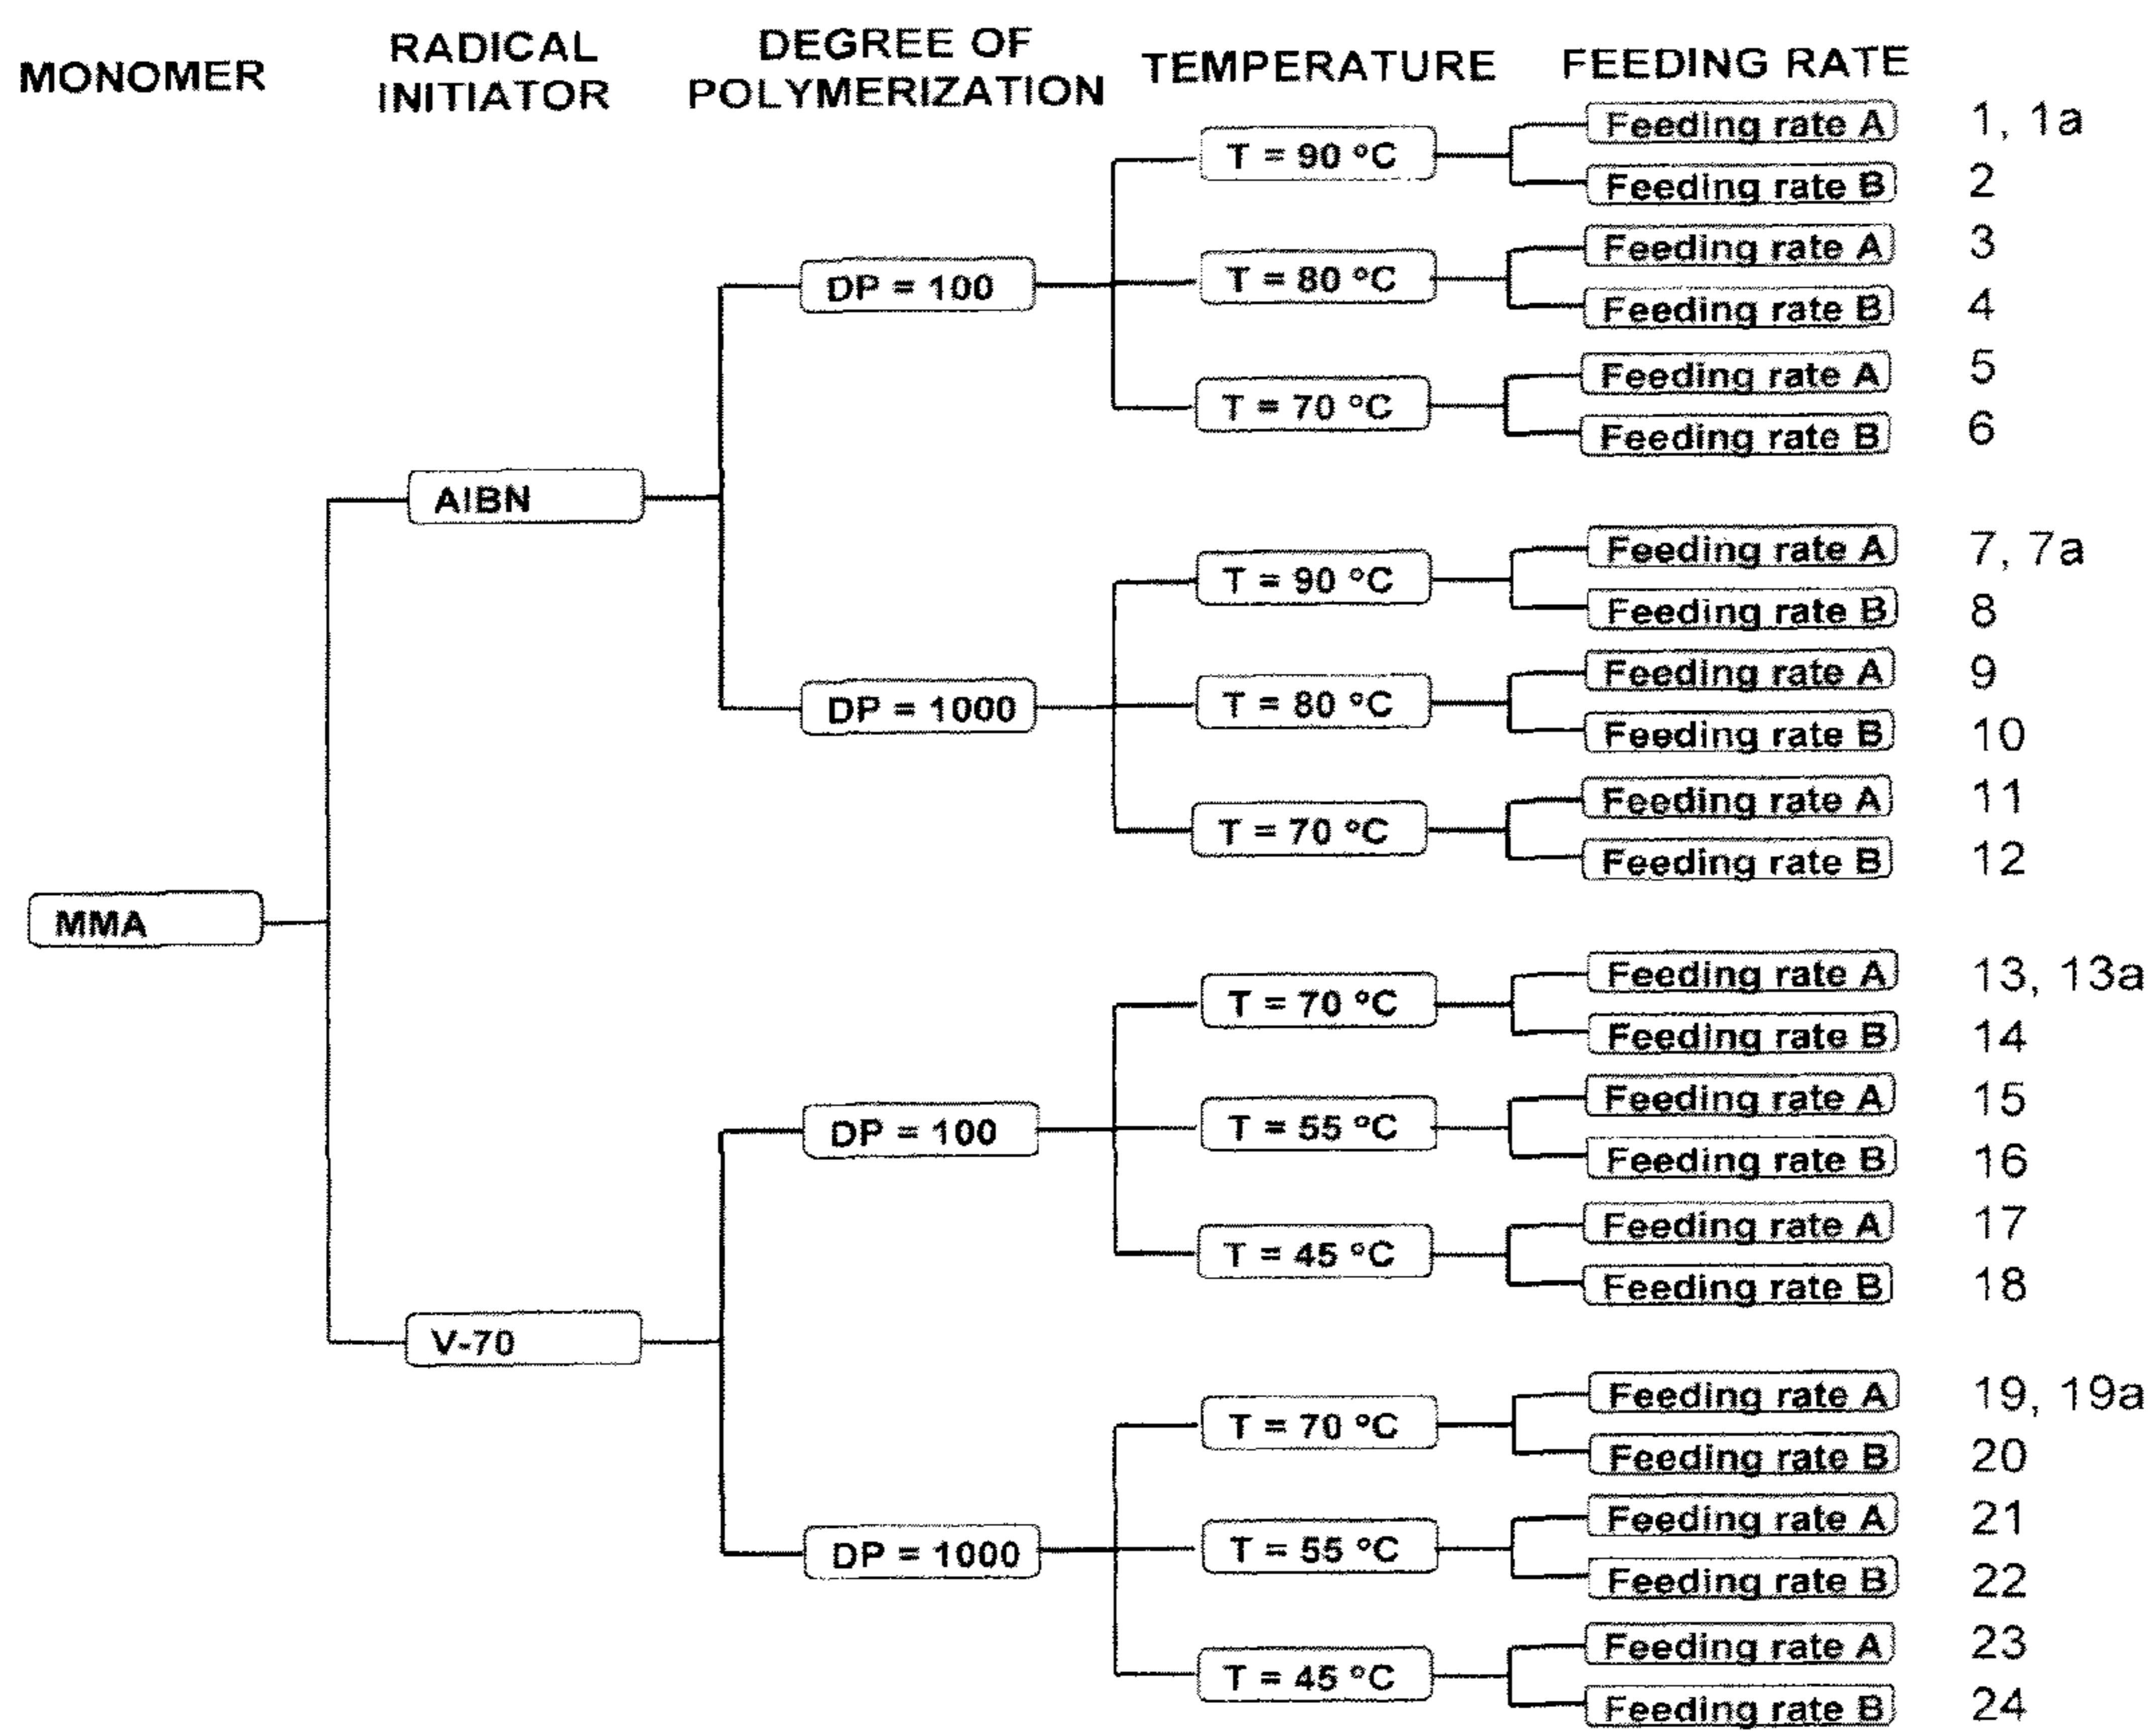 MONOMER
RADICAL
INITIATOR
DEGREE OF
POLYMERIZATION
TEMPERATURE
FEEDING RATE
MMA
AIBN
DP = 100
T = 90 °C
Feeding rate A 1, 1a
Feeding rate B 2
T = 80 °C
Feeding rate A 3
Feeding rate B 4
T = 70 °C
Feeding rate A 5
Feeding rate B 6
DP = 1000
T = 90 °C
Feeding rate A 7, 7a
Feeding rate B 8
T = 80 °C
Feeding rate A 9
Feeding rate B 10
T = 70 °C
Feeding rate A 11
Feeding rate B 12
V-70
DP = 100
T = 70 °C
Feeding rate A 13, 13a
Feeding rate B 14
T = 55 °C
Feeding rate A 15
Feeding rate B 16
T = 45 °C
Feeding rate A 17
Feeding rate B 18
DP = 1000
T = 70 °C
Feeding rate A 19, 19a
Feeding rate B 20
T = 55 °C
Feeding rate A 21
Feeding rate B 22
T = 45 °C
Feeding rate A 23
Feeding rate B 24